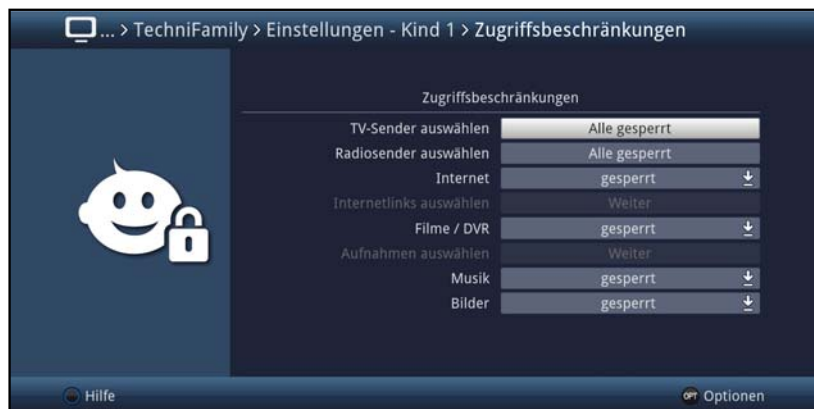 ... > TechniFamily > Einstellungen - Kind 1 > Zugriffsbeschränkungen
Zugriffsbeschränkungen
TV-Sender auswählen Alle gesperrt
Radiosender auswählen Alle gesperrt
Internet gesperrt
Internetlinks auswählen Weiter
Filme / DVR gesperrt
Aufnahmen auswählen Weiter
Musik gesperrt
Bilder gesperrt
Hilfe OPT Optionen